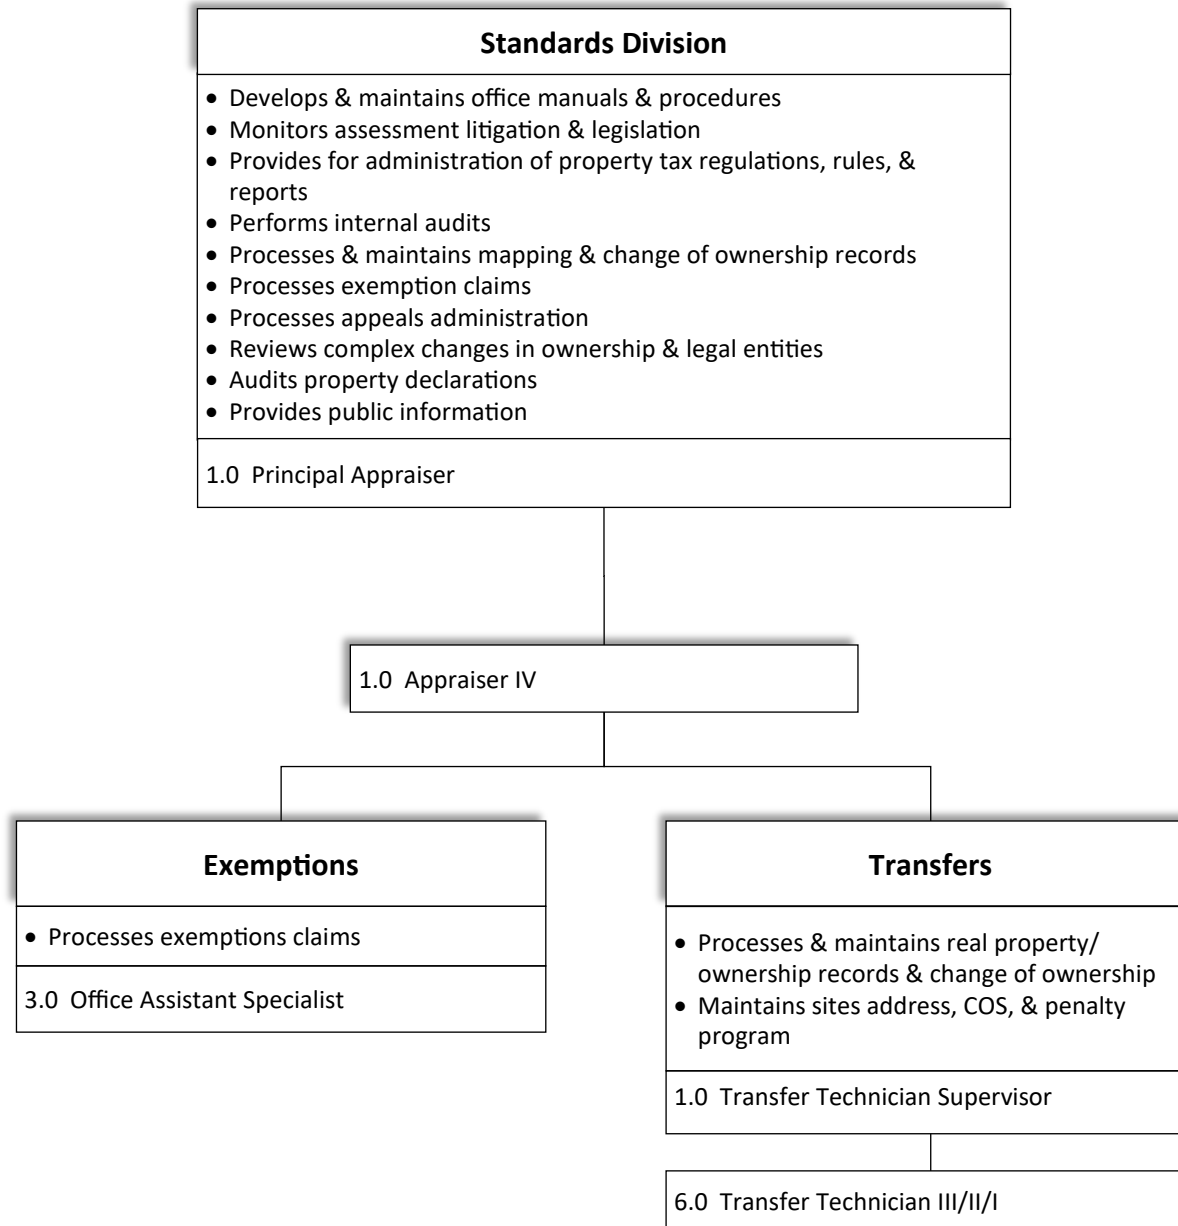 Standards Division
• Develops & maintains office manuals & procedures
• Monitors assessment litigation & legislation
• Provides for administration of property tax regulations, rules, &
reports
• Performs internal audits
• Processes & maintains mapping & change of ownership records
• Processes exemption claims
• Processes appeals administration
• Reviews complex changes in ownership & legal entities
• Audits property declarations
• Provides public information
1.0 Principal Appraiser
1.0 Appraiser IV
Exemptions
• Processes exemptions claims
3.0 Office Assistant Specialist
Transfers
• Processes & maintains real property/
ownership records & change of ownership
• Maintains sites address, COS, & penalty
program
1.0 Transfer Technician Supervisor
6.0 Transfer Technician III/II/I